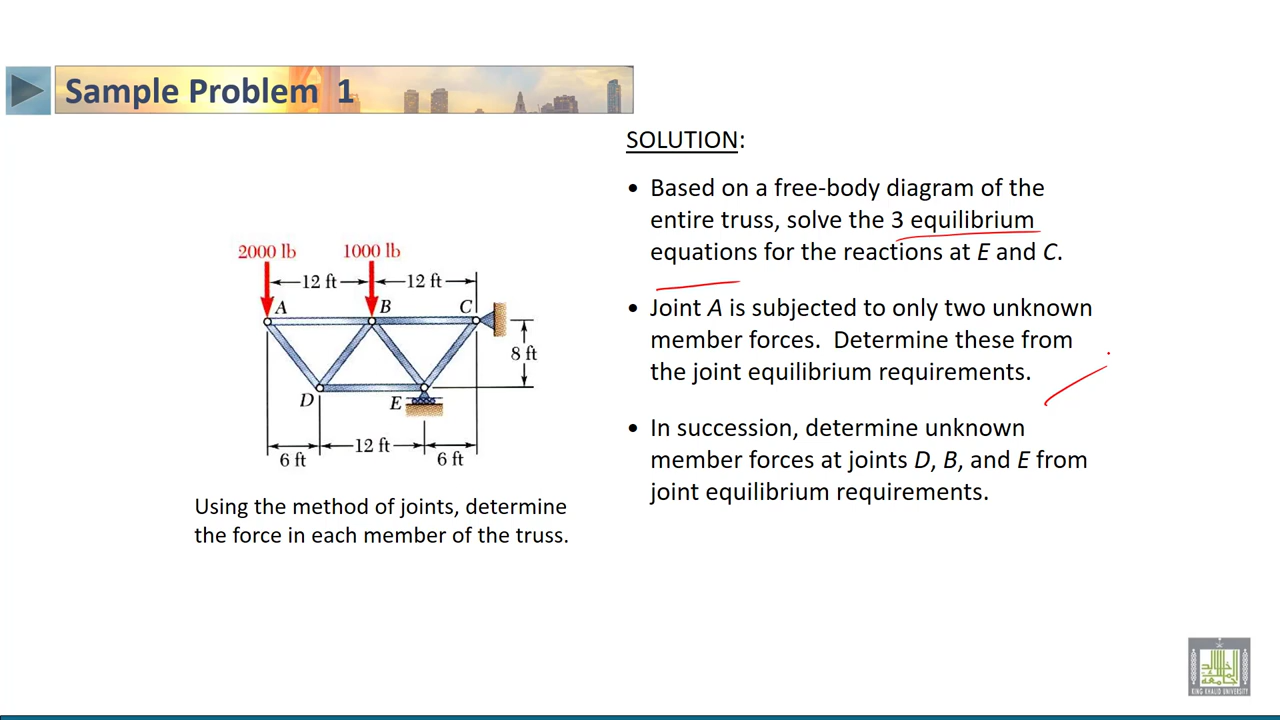 Sample Problem 1
SOLUTION:
• Based on a free-body diagram of the
entire truss, solve the 3 equilibrium
equations for the reactions at E and C.
• Joint A is subjected to only two unknown
member forces. Determine these from
the joint equilibrium requirements.
• In succession, determine unknown
member forces at joints D, B, and E from
joint equilibrium requirements.
2000 lb 1000 lb
12 ft 12 ft
A B C
8 ft
D E
6 ft 12 ft 6 ft
Using the method of joints, determine
the force in each member of the truss.
KING KHALID UNIVERSITY